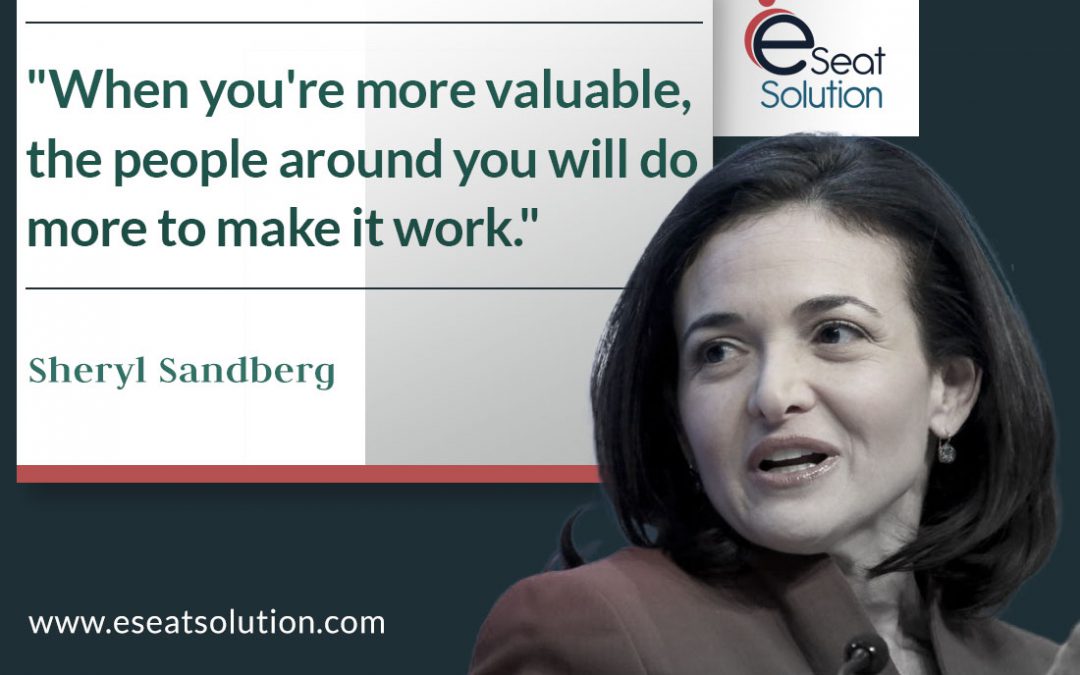 "When you're more valuable,
the people around you will do
more to make it work."
Sheryl Sandberg
eSeat
Solution
www.eseatsolution.com